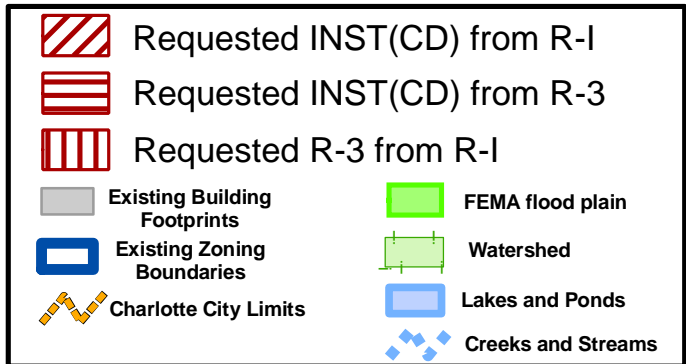 Requested INST(CD) from R-I
Requested INST(CD) from R-3
Requested R-3 from R-I
Existing Building
Footprints
Existing Zoning
Boundaries
Charlotte City Limits
FEMA flood plain
Watershed
Lakes and Ponds
Creeks and Streams